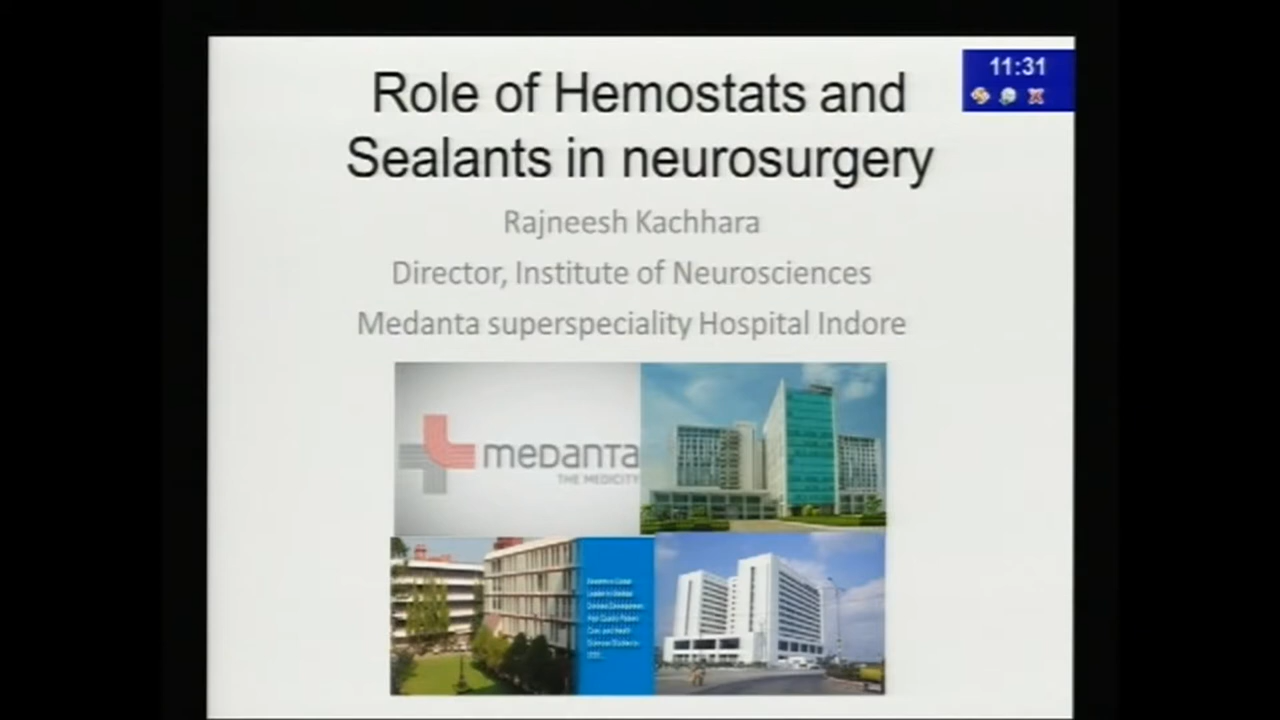 Role of Hemostats and
Sealants in neurosurgery
11:31
Rajneesh Kachhara
Director, Institute of Neurosciences
Medanta superspeciality Hospital Indore
meDanTa
THE MEDICITY